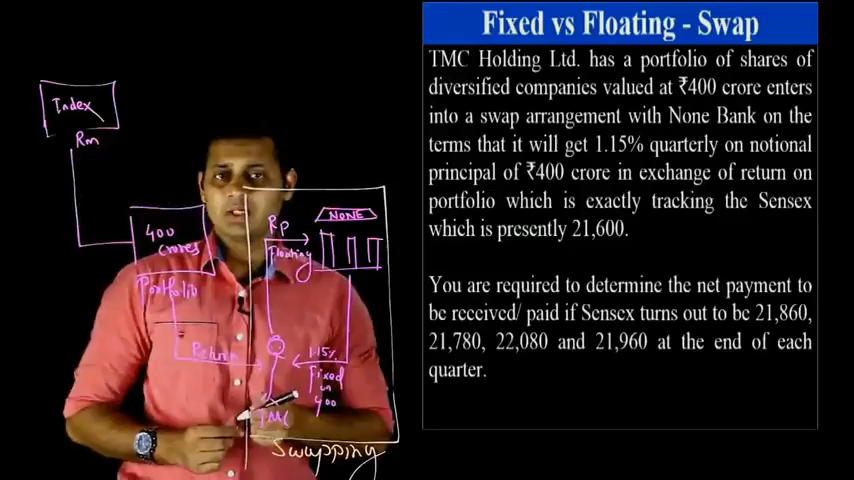 Fixed vs Floating - Swap
TMC Holding Ltd. has a portfolio of shares of
diversified companies valued at ₹400 crore enters
into a swap arrangement with None Bank on the
terms that it will get 1.15% quarterly on notional
principal of ₹400 crore in exchange of return on
portfolio which is exactly tracking the Sensex
which is presently 21,600.
You are required to determine the net payment to
be received/ paid if Sensex turns out to be 21,860,
21,780, 22,080 and 21,960 at the end of each
quarter.
Index
Rm
400
crores
Portfolio
Return
Rp
Floating
NONE
1.15%
Fixed
on
400
TMC
Swapping